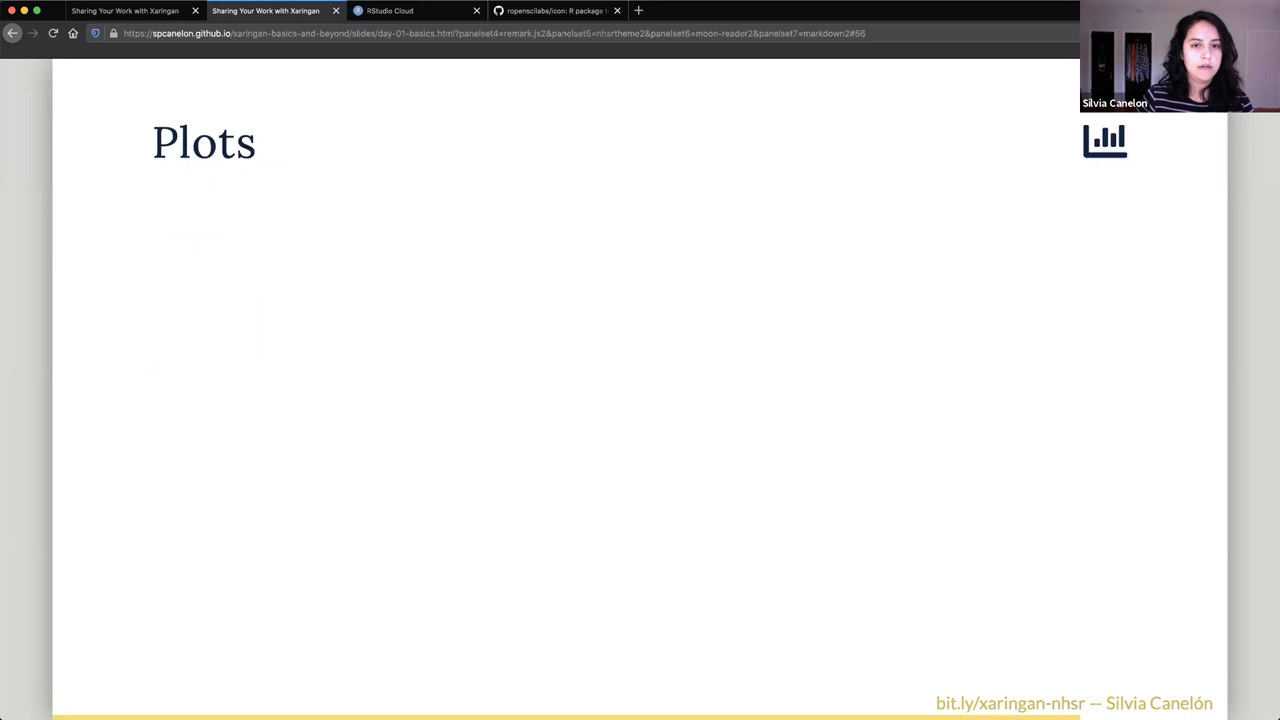 Sharing Your Work with Xaringan
Sharing Your Work with Xaringan
RStudio Cloud
ropenscilabs/icon: R package t
https://spcanelon.github.io/xaringan-basics-and-beyond/slides/day-01-basics.html?panelset4=remark.js2&panelset5=nhsrtheme2&panelset6=moon-reader2&panelset7=markdown2#56
Silvia Canelon
Plots
bit.ly/xaringan-nhsr — Silvia Canelón